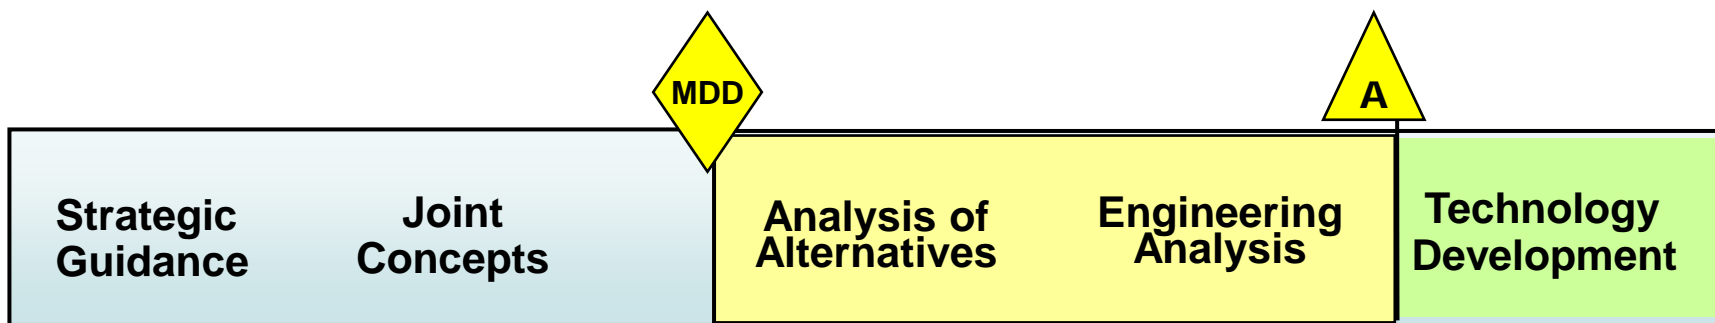 MDD
A
Strategic
Guidance
Joint
Concepts
Analysis of
Alternatives
Engineering
Analysis
Technology
Development